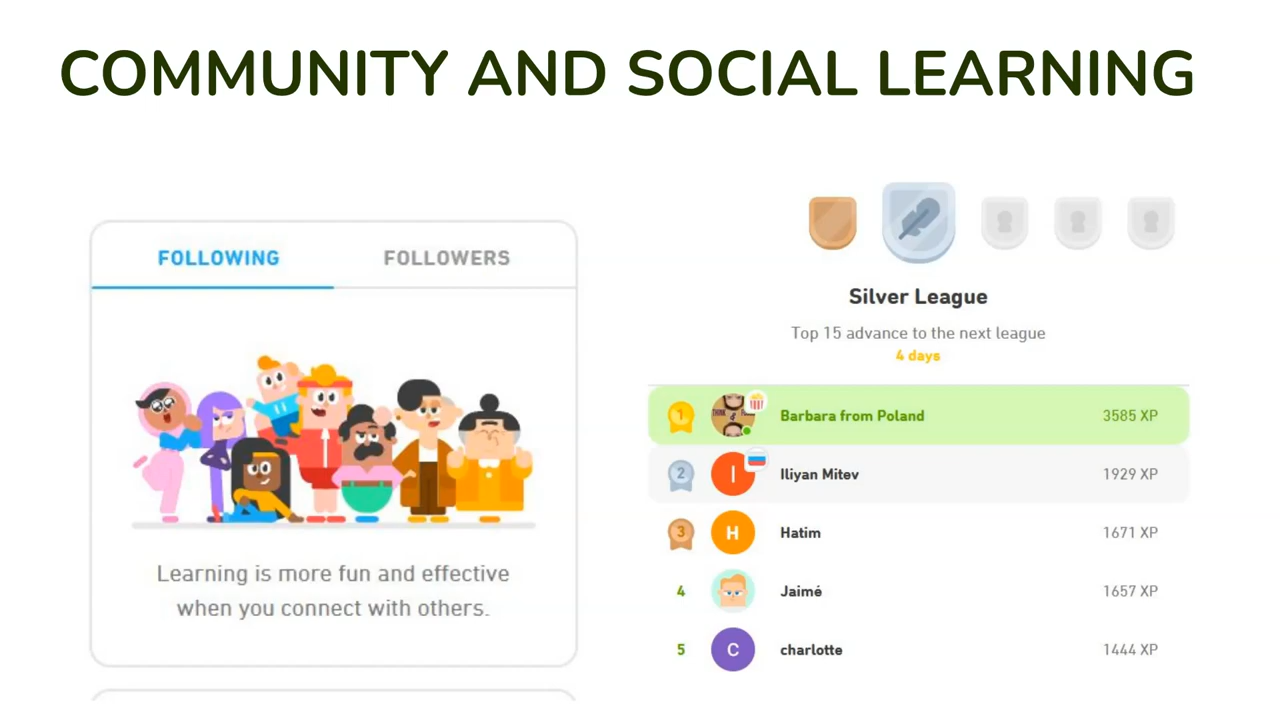 COMMUNITY AND SOCIAL LEARNING
FOLLOWING FOLLOWERS
Learning is more fun and effective
when you connect with others.
Silver League
Top 15 advance to the next league
4 days
1 Barbara from Poland 3585 XP
2 I Iliyan Mitev 1929 XP
3 H Hatim 1671 XP
4 Jaimé 1657 XP
5 C charlotte 1444 XP